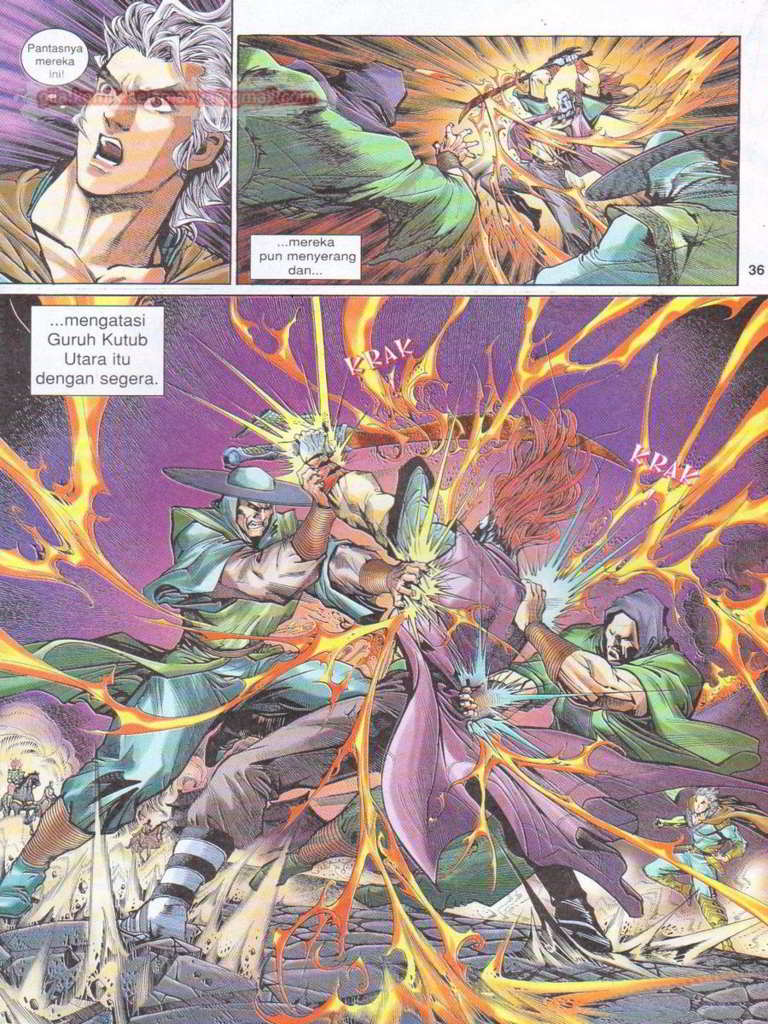 Pantasnya
mereka
ini!
...mereka
pun menyerang
dan...
36
...mengatasi
Guruh Kutub
Utara itu
dengan segera.
KRAK
KRAK